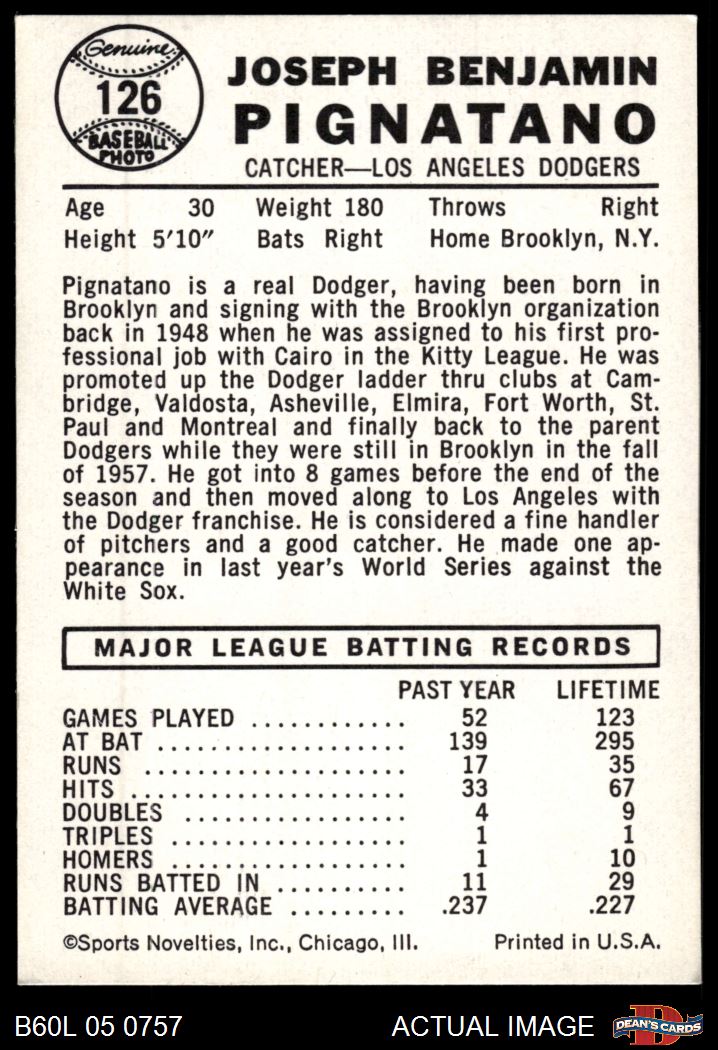 Genuine
126
BASEBALL
PHOTO
JOSEPH BENJAMIN
PIGNATANO
CATCHER—LOS ANGELES DODGERS
Age 30 Weight 180 Throws Right
Height 5'10" Bats Right Home Brooklyn, N.Y.
Pignatano is a real Dodger, having been born in
Brooklyn and signing with the Brooklyn organization
back in 1948 when he was assigned to his first pro-
fessional job with Cairo in the Kitty League. He was
promoted up the Dodger ladder thru clubs at Cam-
bridge, Valdosta, Asheville, Elmira, Fort Worth, St.
Paul and Montreal and finally back to the parent
Dodgers while they were still in Brooklyn in the fall
of 1957. He got into 8 games before the end of the
season and then moved along to Los Angeles with
the Dodger franchise. He is considered a fine handler
of pitchers and a good catcher. He made one ap-
pearance in last year's World Series against the
White Sox.
MAJOR LEAGUE BATTING RECORDS
PAST YEAR LIFETIME
GAMES PLAYED ............ 52 123
AT BAT ................... 139 295
RUNS .................... 17 35
HITS ..................... 33 67
DOUBLES ................. 4 9
TRIPLES .................. 1 1
HOMERS .................. 1 10
RUNS BATTED IN .......... 11 29
BATTING AVERAGE ......... .237 .227
©Sports Novelties, Inc., Chicago, Ill. Printed in U.S.A.
B60L 05 0757 ACTUAL IMAGE DEAN'S CARDS